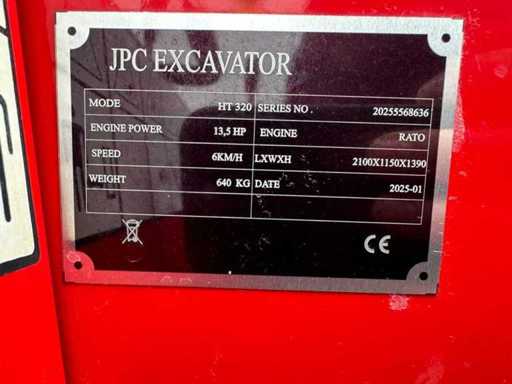 JPC EXCAVATOR
MODE HT 320 SERIES NO . 20255568636
ENGINE POWER 13,5 HP ENGINE RATO
SPEED 6KM/H LXWXH 2100X1150X1390
WEIGHT 640 KG DATE 2025-01
CE